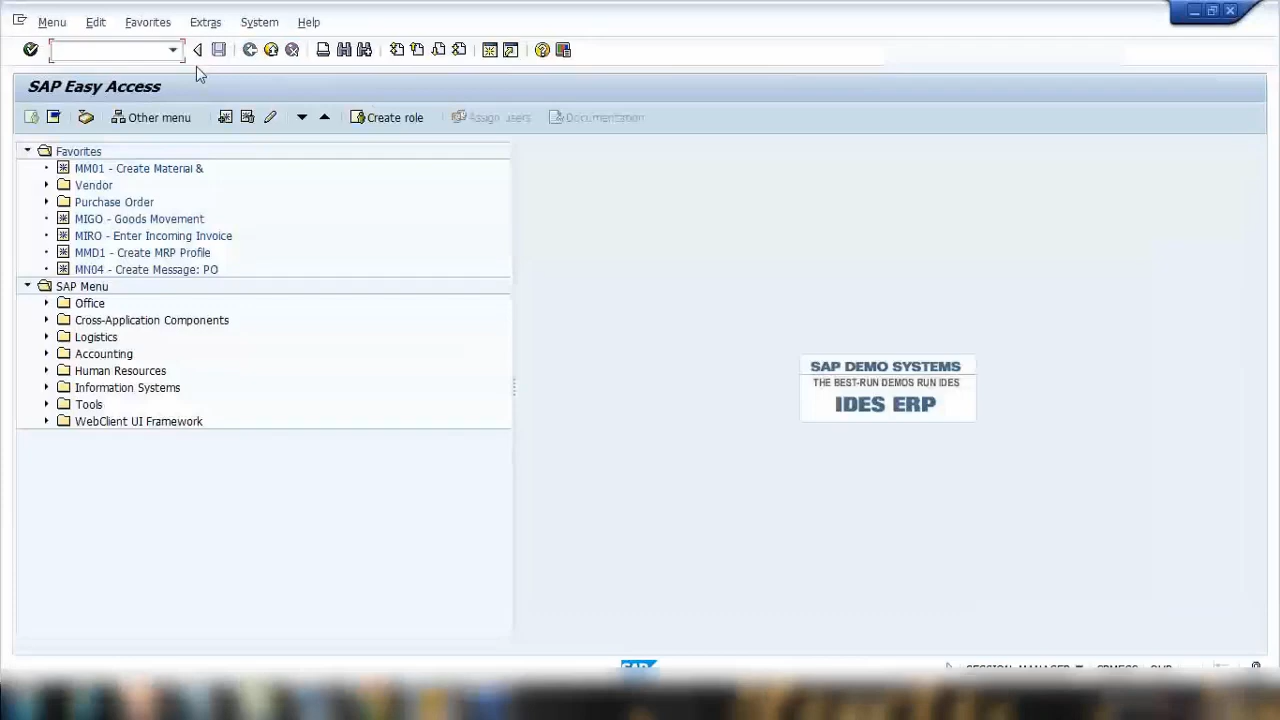 Menu Edit Favorites Extras System Help
SAP Easy Access
Other menu Create role Assign users Documentation
Favorites
MM01 - Create Material &
Vendor
Purchase Order
MIGO - Goods Movement
MIRO - Enter Incoming Invoice
MMD1 - Create MRP Profile
MN04 - Create Message: PO
SAP Menu
Office
Cross-Application Components
Logistics
Accounting
Human Resources
Information Systems
Tools
WebClient UI Framework
SAP DEMO SYSTEMS
THE BEST-RUN DEMOS RUN IDES
IDES ERP
SAP